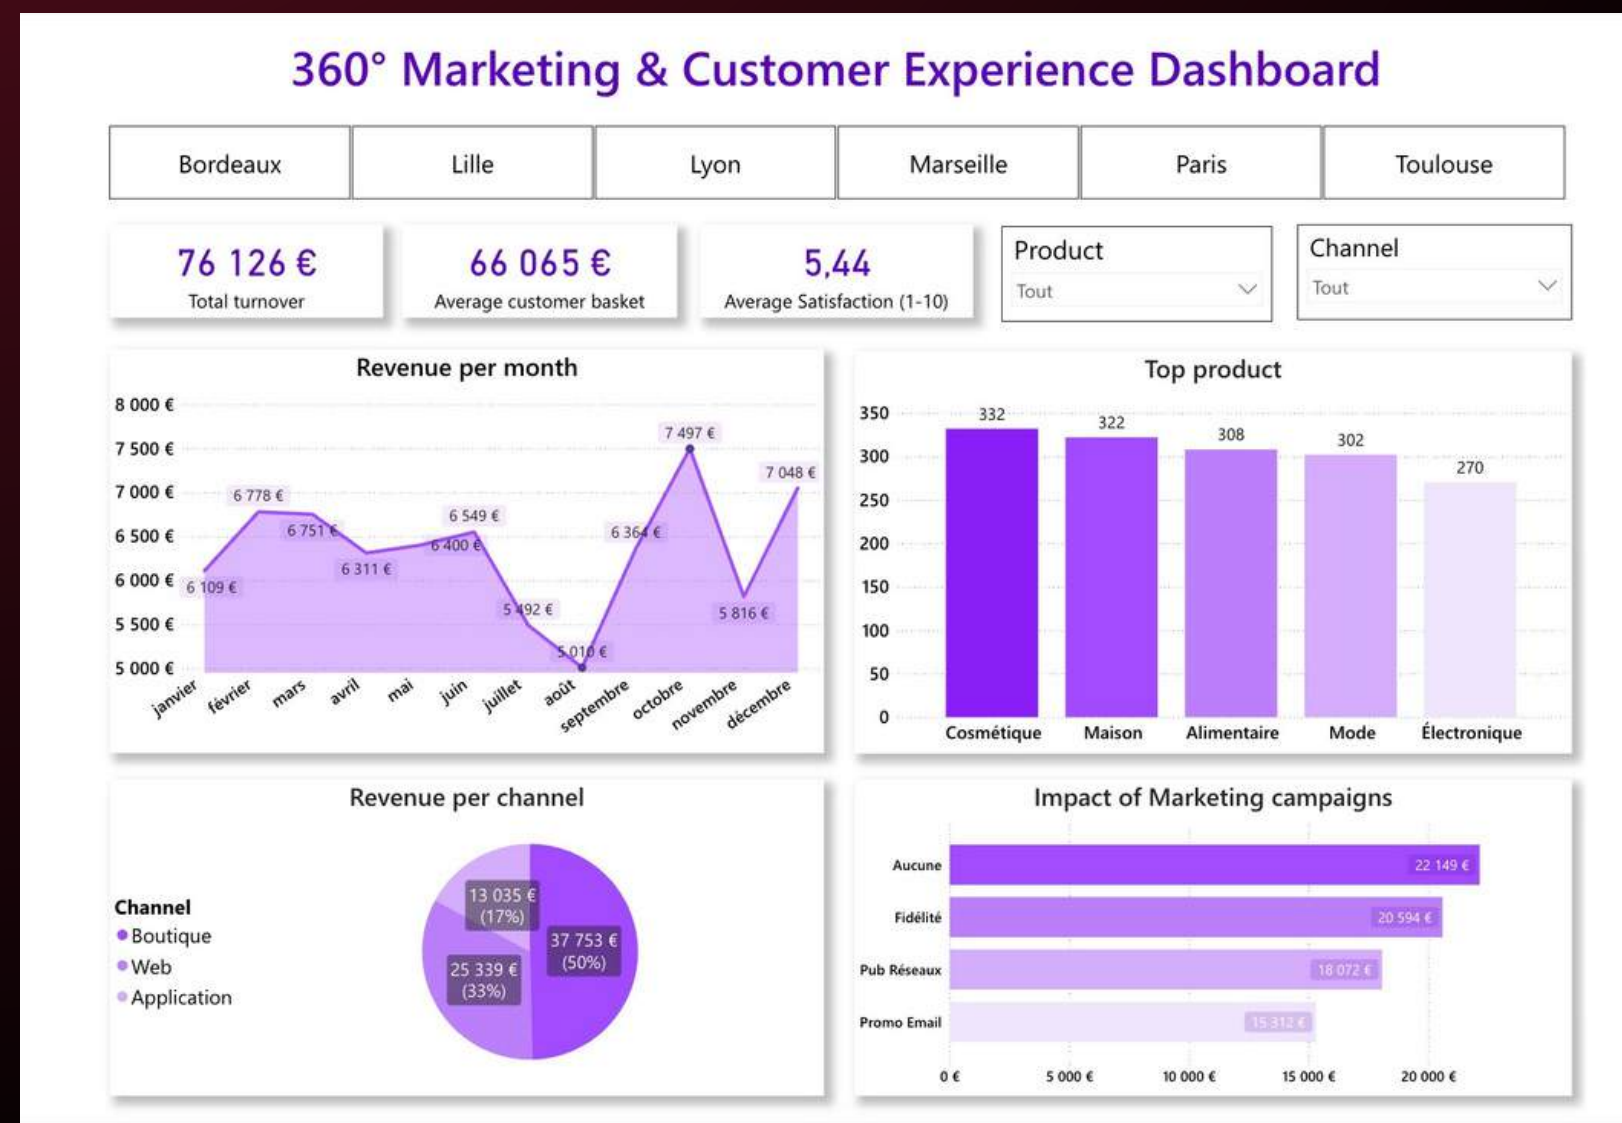 360° Marketing & Customer Experience Dashboard
Bordeaux
Lille
Lyon
Marseille
Paris
Toulouse
76 126 €
Total turnover
66 065 €
Average customer basket
5,44
Average Satisfaction (1-10)
Product
Tout
Channel
Tout
Revenue per month
8 000 €
7 500 €
7 000 €
6 500 €
6 000 €
5 500 €
5 000 €
6 109 €
6 778 €
6 751 €
6 311 €
6 400 €
6 549 €
5 492 €
5 010 €
6 364 €
7 497 €
5 816 €
7 048 €
janvier
février
mars
avril
mai
juin
juillet
août
septembre
octobre
novembre
décembre
Top product
350
300
250
200
150
100
50
0
332
322
308
302
270
Cosmétique
Maison
Alimentaire
Mode
Électronique
Revenue per channel
Channel
Boutique
Web
Application
13 035 €
(17%)
37 753 €
(50%)
25 339 €
(33%)
Impact of Marketing campaigns
Aucune
22 149 €
Fidélité
20 594 €
Pub Réseaux
18 072 €
Promo Email
15 312 €
0 €
5 000 €
10 000 €
15 000 €
20 000 €